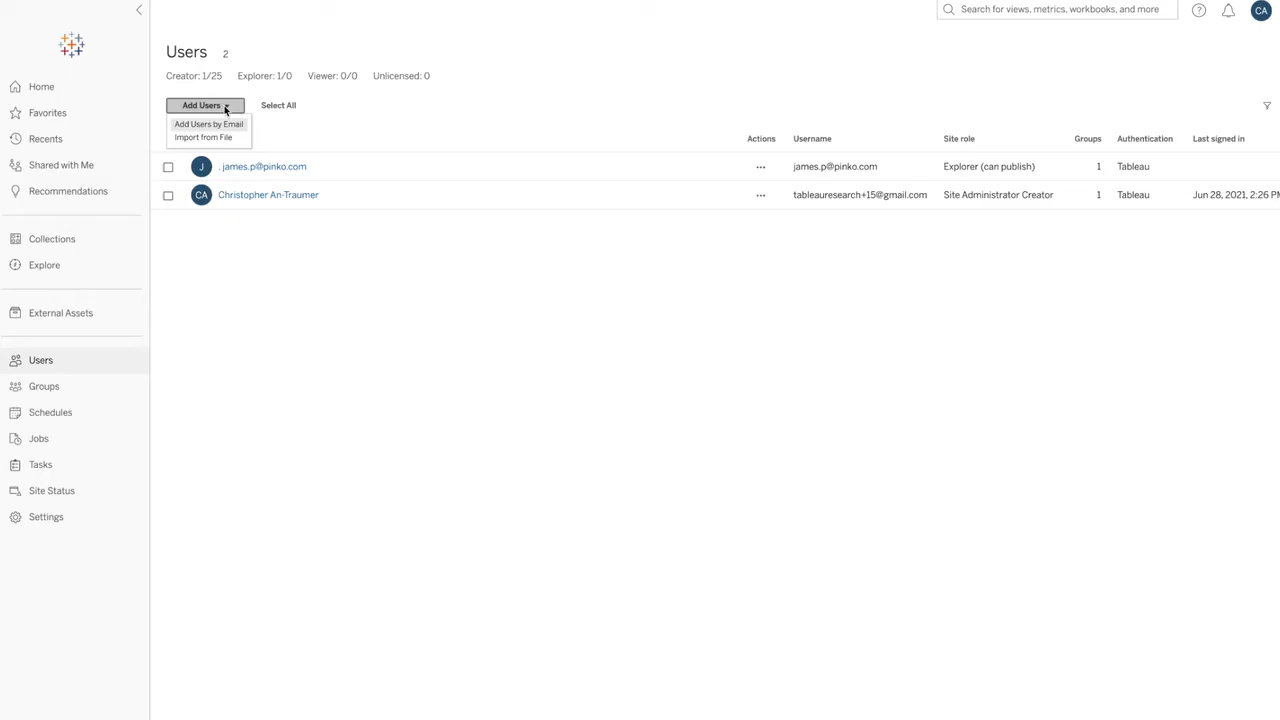 Search for views, metrics, workbooks, and more
CA
Users 2
Creator: 1/25 Explorer: 1/0 Viewer: 0/0 Unlicensed: 0
Add Users Select All
Add Users by Email
Import from File
Actions Username Site role Groups Authentication Last signed in
J . james.p@pinko.com ••• james.p@pinko.com Explorer (can publish) 1 Tableau
CA Christopher An-Traumer ••• tableauresearch+15@gmail.com Site Administrator Creator 1 Tableau Jun 28, 2021, 2:26 PM
Home
Favorites
Recents
Shared with Me
Recommendations
Collections
Explore
External Assets
Users
Groups
Schedules
Jobs
Tasks
Site Status
Settings